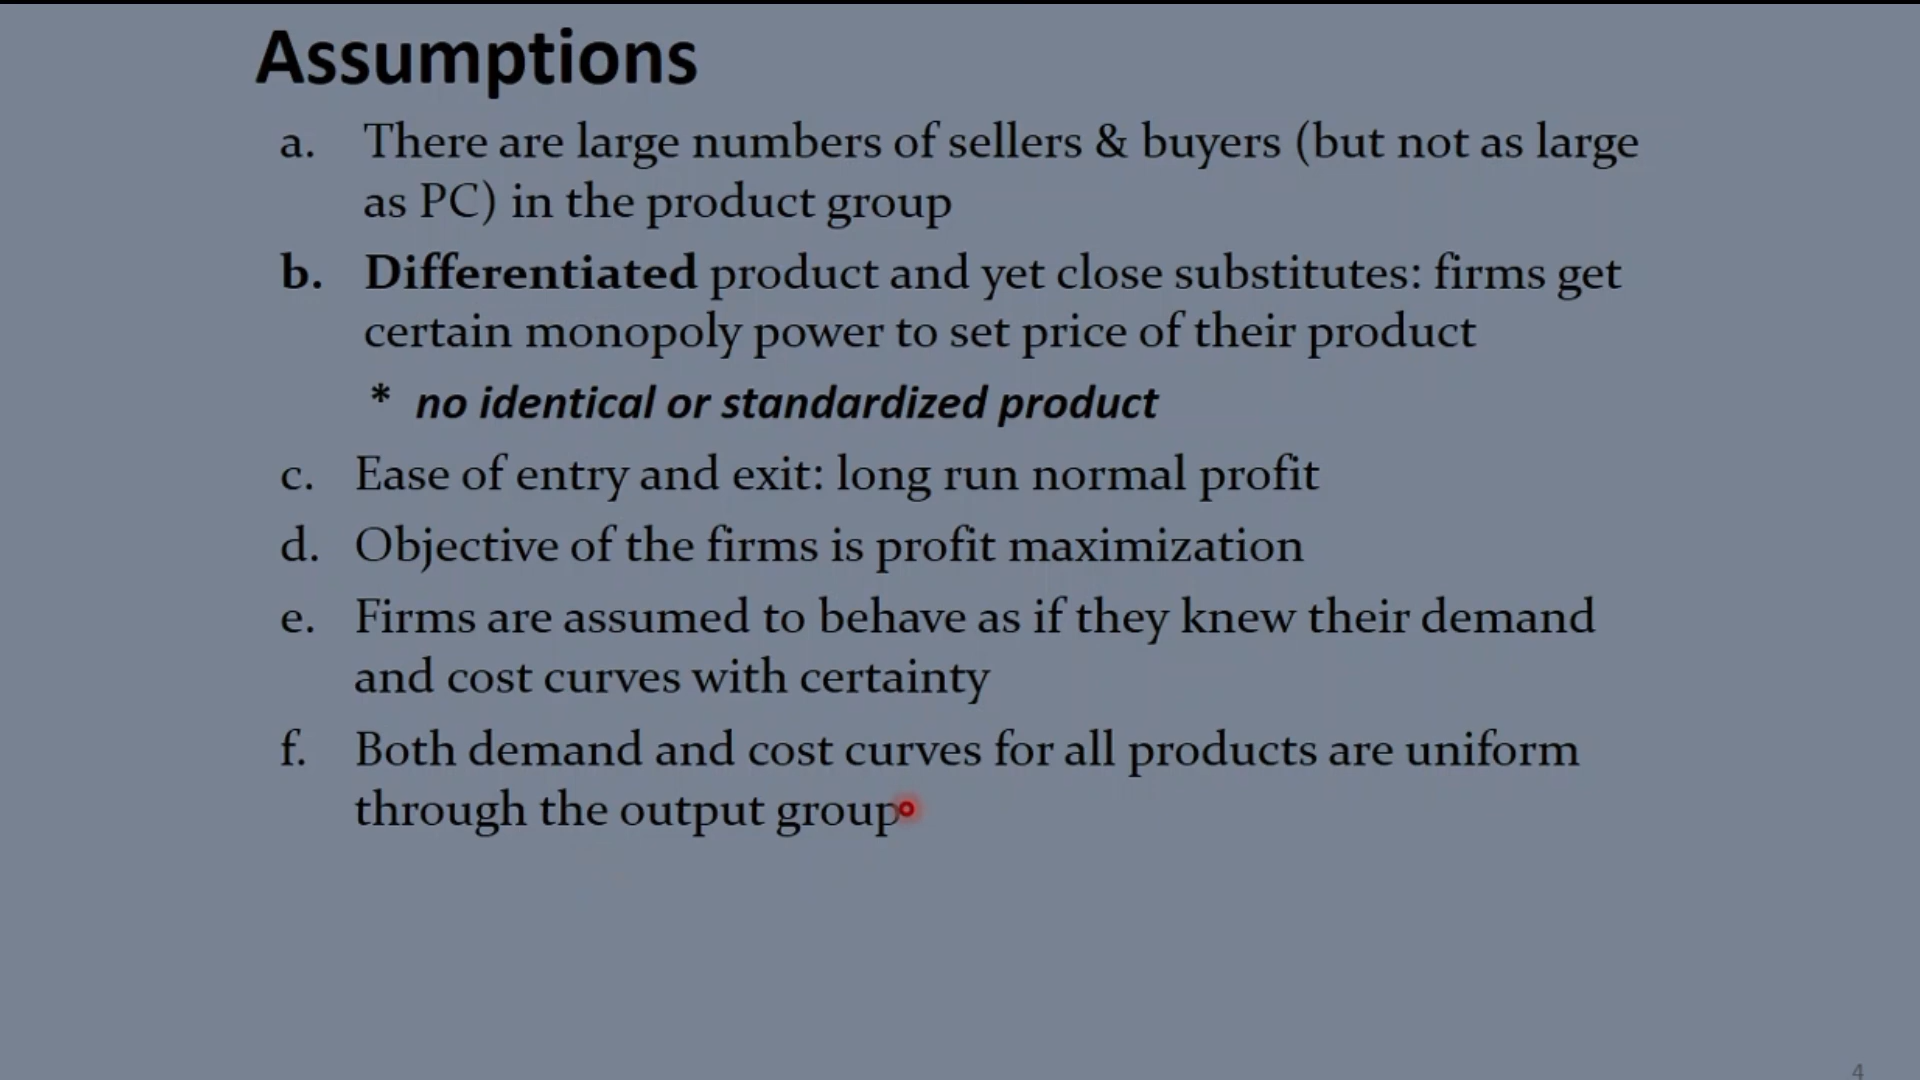 Assumptions
a. There are large numbers of sellers & buyers (but not as large
as PC) in the product group
b. Differentiated product and yet close substitutes: firms get
certain monopoly power to set price of their product
* no identical or standardized product
c. Ease of entry and exit: long run normal profit
d. Objective of the firms is profit maximization
e. Firms are assumed to behave as if they knew their demand
and cost curves with certainty
f. Both demand and cost curves for all products are uniform
through the output group
4